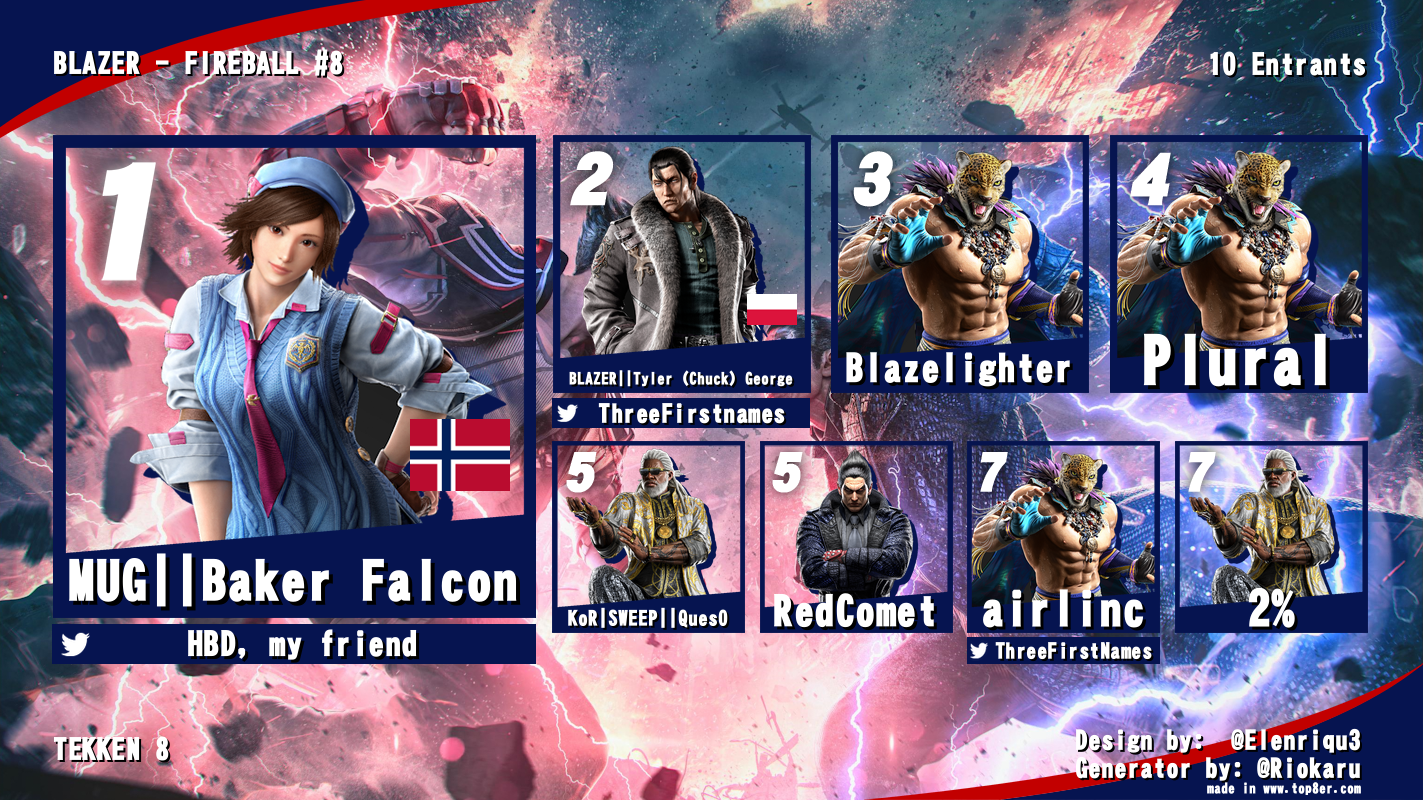 BLAZER - FIREBALL #8
10 Entrants
1
MUG||Baker Falcon
HBD, my friend
2
BLAZER||Tyler (Chuck) George
ThreeFirstnames
3
Blazelighter
4
Plural
5
KoR|SWEEP||Ques0
5
RedComet
7
airlinc
ThreeFirstNames
7
2%
TEKKEN 8
Design by: @Elenriqu3
Generator by: @Riokaru
made in www.top8er.com